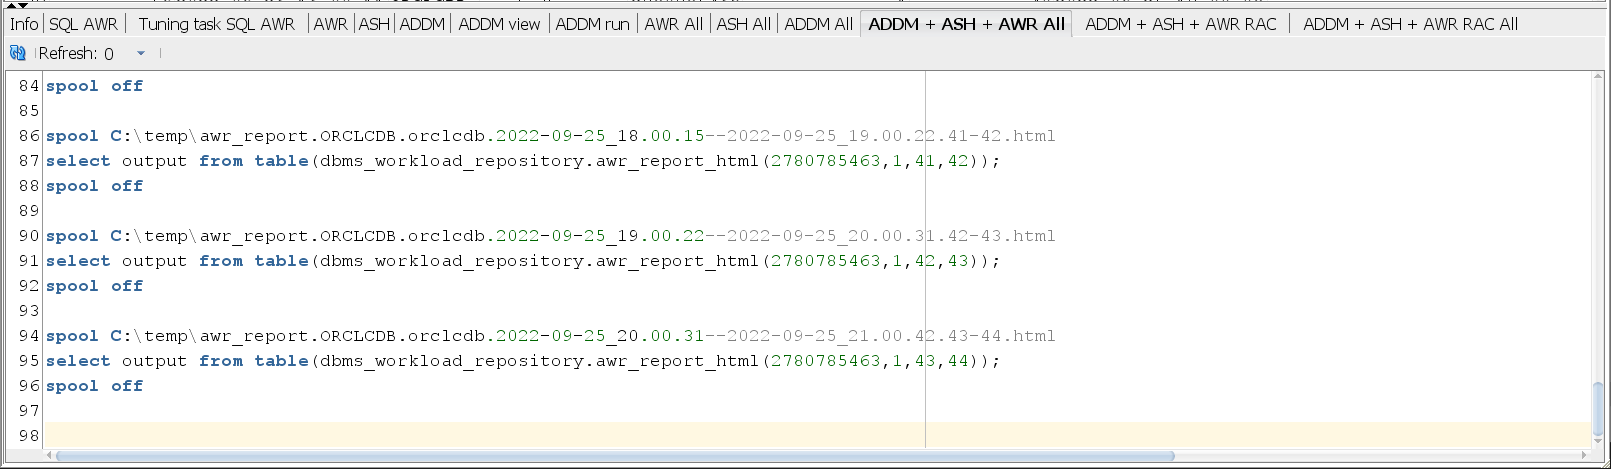 Info SQL AWR Tuning task SQL AWR AWR ASH ADDM ADDM view ADDM run AWR All ASH All ADDM All ADDM + ASH + AWR All ADDM + ASH + AWR RAC ADDM + ASH + AWR RAC All
Refresh: 0
84 spool off
85
86 spool C:\temp\awr_report.ORCLCDB.orclcdb.2022-09-25_18.00.15--2022-09-25_19.00.22.41-42.html
87 select output from table(dbms_workload_repository.awr_report_html(2780785463,1,41,42));
88 spool off
89
90 spool C:\temp\awr_report.ORCLCDB.orclcdb.2022-09-25_19.00.22--2022-09-25_20.00.31.42-43.html
91 select output from table(dbms_workload_repository.awr_report_html(2780785463,1,42,43));
92 spool off
93
94 spool C:\temp\awr_report.ORCLCDB.orclcdb.2022-09-25_20.00.31--2022-09-25_21.00.42.43-44.html
95 select output from table(dbms_workload_repository.awr_report_html(2780785463,1,43,44));
96 spool off
97
98